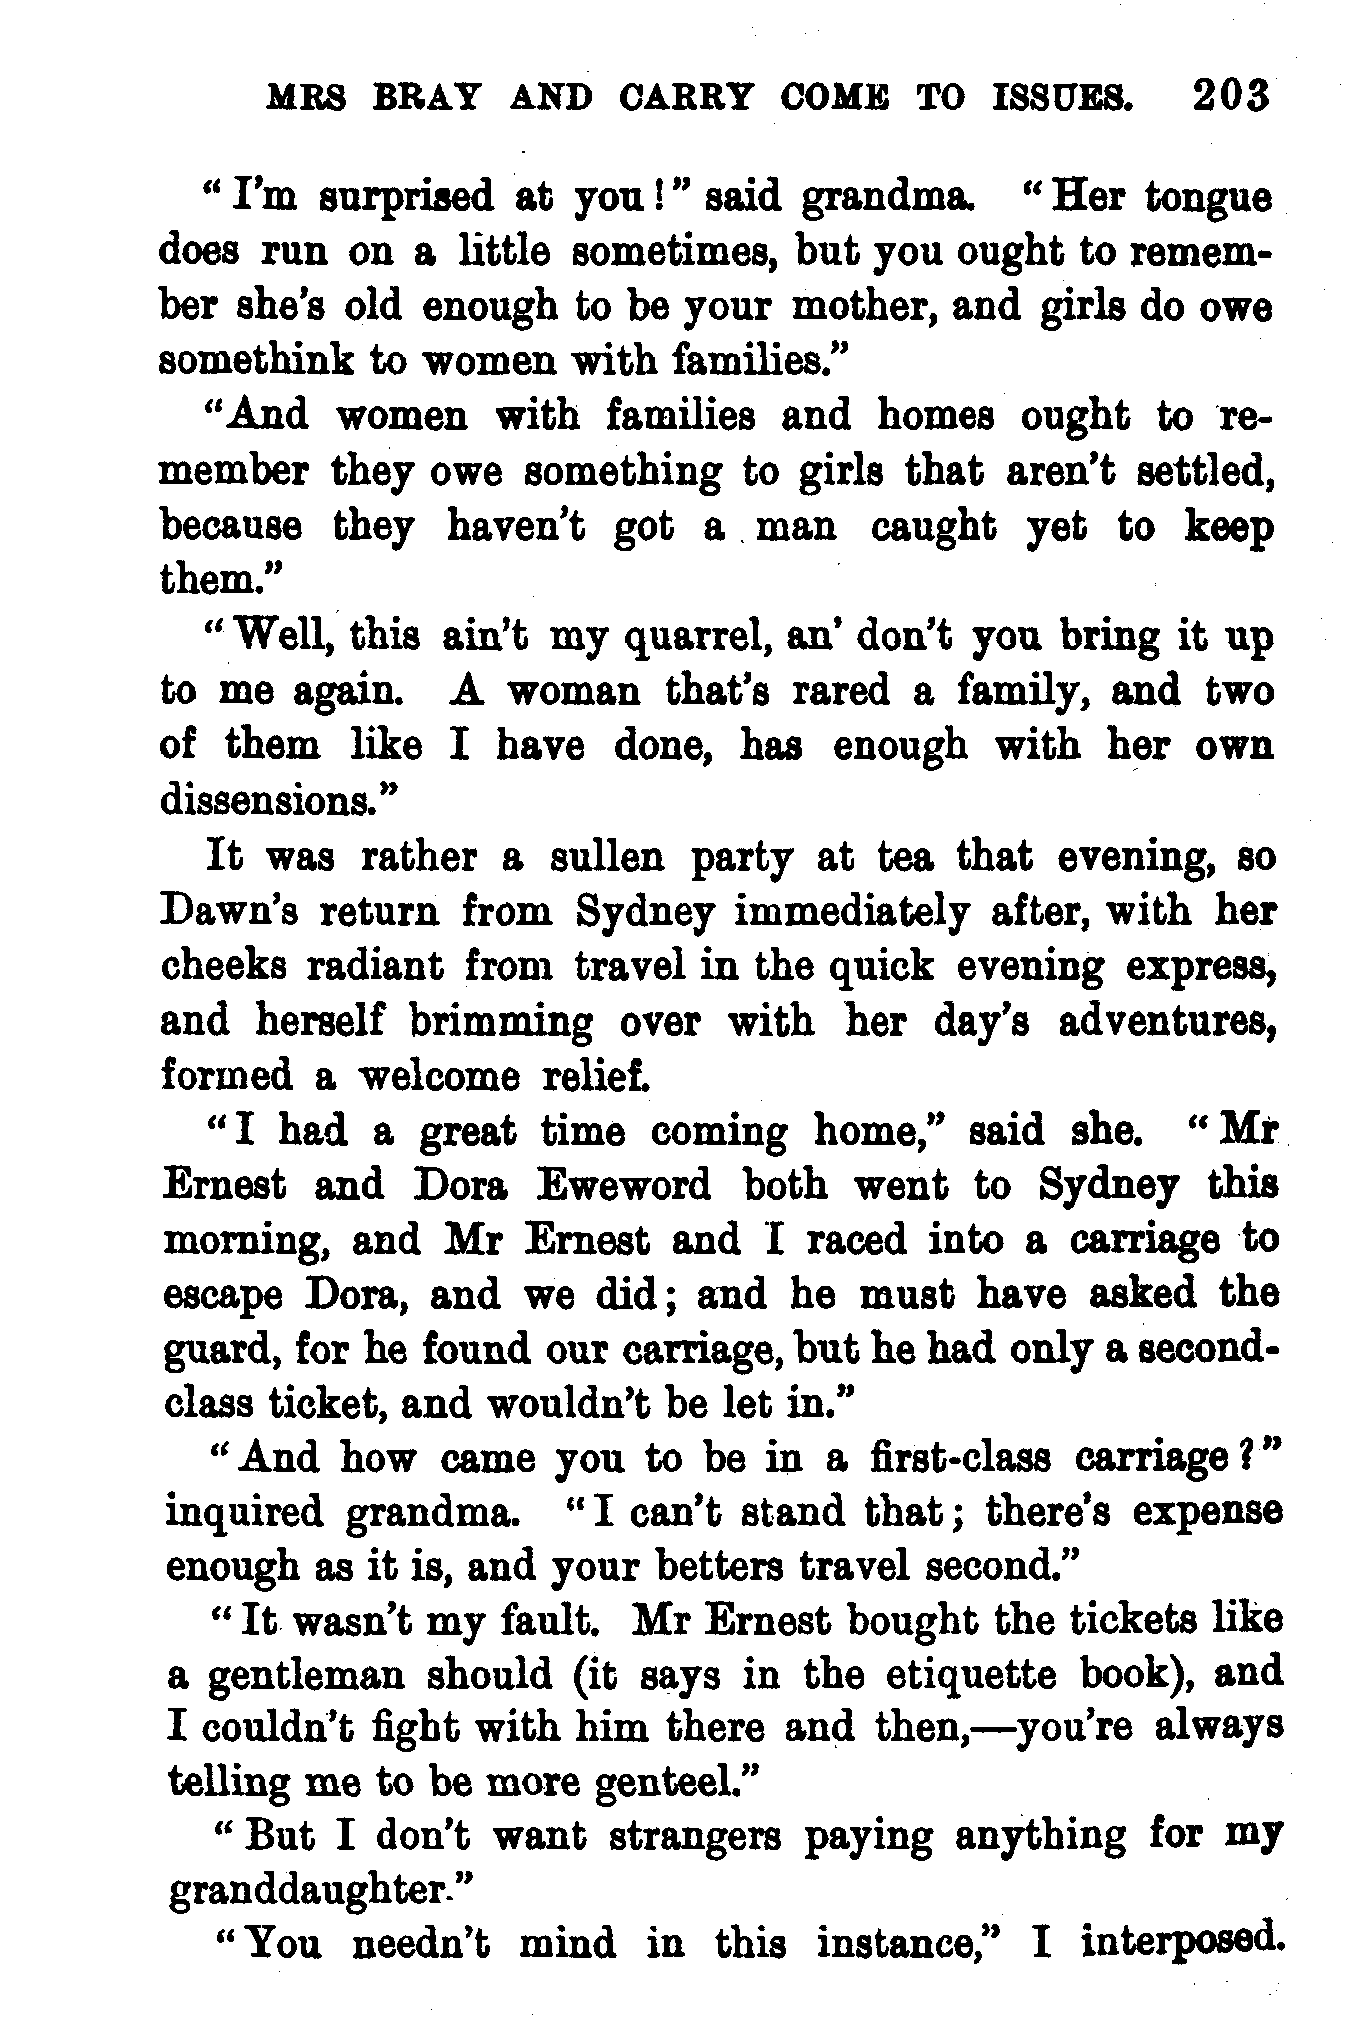 MRS BRAY AND CARRY COME TO ISSUES. 203
"I'm surprised at you!" said grandma. "Her tongue
does run on a little sometimes, but you ought to remem-
ber she's old enough to be your mother, and girls do owe
somethink to women with families."
"And women with families and homes ought to re-
member they owe something to girls that aren't settled,
because they haven't got a man caught yet to keep
them."
"Well, this ain't my quarrel, an' don't you bring it up
to me again. A woman that's rared a family, and two
of them like I have done, has enough with her own
dissensions."
It was rather a sullen party at tea that evening, so
Dawn's return from Sydney immediately after, with her
cheeks radiant from travel in the quick evening express,
and herself brimming over with her day's adventures,
formed a welcome relief.
"I had a great time coming home," said she. "Mr
Ernest and Dora Eweword both went to Sydney this
morning, and Mr Ernest and I raced into a carriage to
escape Dora, and we did; and he must have asked the
guard, for he found our carriage, but he had only a second-
class ticket, and wouldn't be let in."
"And how came you to be in a first-class carriage?"
inquired grandma. "I can't stand that; there's expense
enough as it is, and your betters travel second."
"It wasn't my fault. Mr Ernest bought the tickets like
a gentleman should (it says in the etiquette book), and
I couldn't fight with him there and then,—you're always
telling me to be more genteel."
"But I don't want strangers paying anything for my
granddaughter."
"You needn't mind in this instance," I interposed.